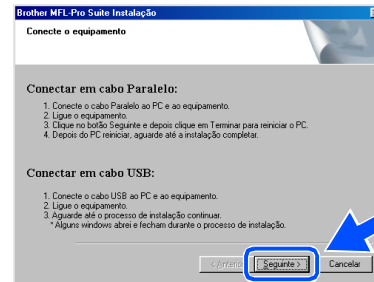 Brother MFL-Pro Suite Instalação
Conecte o equipamento
Conectar em cabo Paralelo:
1. Conecte o cabo Paralelo ao PC e ao equipamento.
2. Ligue o equipamento.
3. Clique no botão Seguinte e depois clique em Terminar para reiniciar o PC.
4. Depois do PC reiniciar, aguarde até a instalação completar.
Conectar em cabo USB:
1. Conecte o cabo USB ao PC e ao equipamento.
2. Ligue o equipamento.
3. Aguarde até o processo de instalação continuar.
* Alguns windows abrei e fecham durante o processo de instalação.
Seguinte > Cancelar